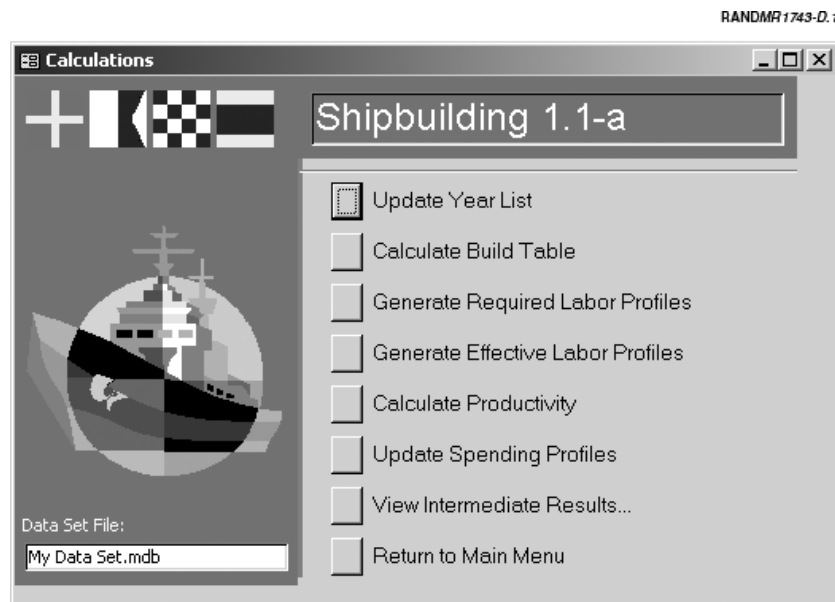 RANDMR1743-D.1
Calculations
Shipbuilding 1.1-a
Update Year List
Calculate Build Table
Generate Required Labor Profiles
Generate Effective Labor Profiles
Calculate Productivity
Update Spending Profiles
View Intermediate Results...
Return to Main Menu
Data Set File:
My Data Set.mdb